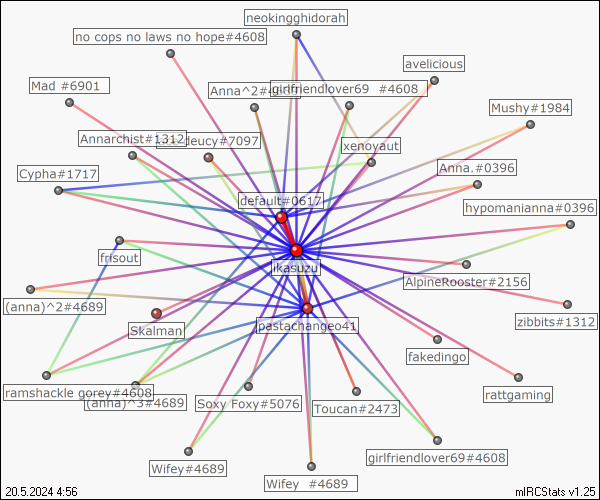 neokingghidorah
no cops no laws no hope#4608
avelicious
Mad #6901
Anna^2#4689
girlfriendlover69 #4608
Mushy#1984
Annarchist#1312
deucy#7097
xenoyaut
Cypha#1717
Anna.#0396
default#0617
hypomanianna#0396
frisout
jikasuzu
AlpineRooster#2156
(anna)^2#4689
Skalman
jpastachangeo41
zibbits#1312
fakedingo
ramshackle gorey#4608
(anna)^3#4689
Soxy Foxy#5076
Toucan#2473
rattgaming
Wifey#4689
Wifey #4689
girlfriendlover69#4608
20.5.2024 4:56
mIRCStats v1.25